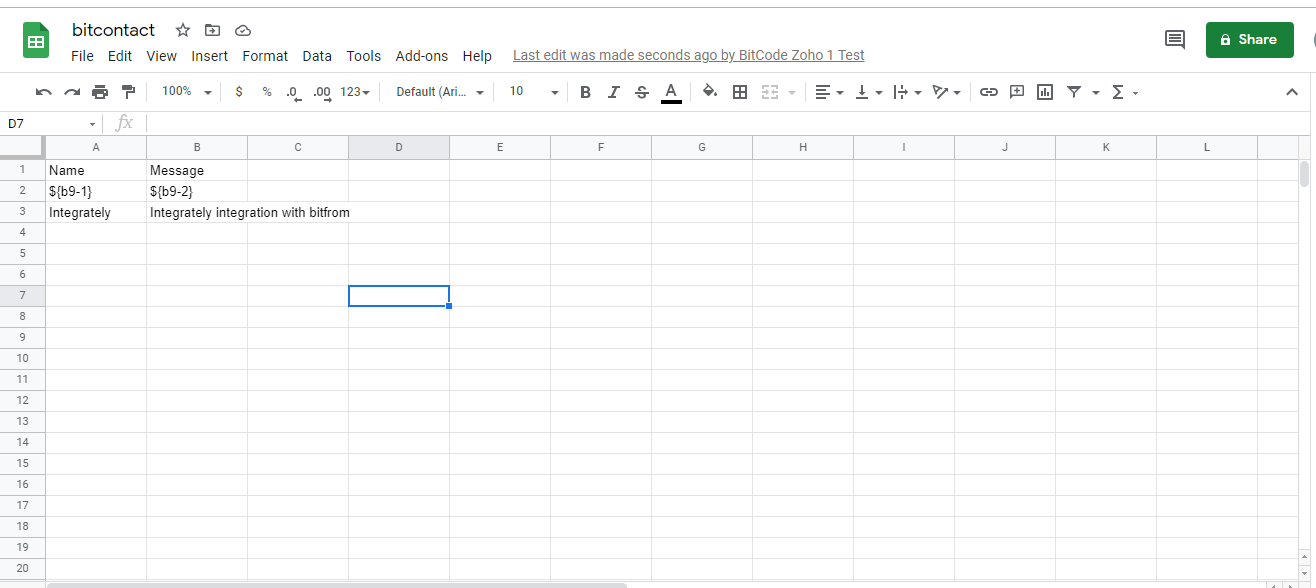 bitcontact
File Edit View Insert Format Data Tools Add-ons Help Last edit was made seconds ago by BitCode Zoho 1 Test
Share
100% $ % .0 .00 123 Default (Ari... 10 B I S A
D7 fx
A B C D E F G H I J K L
1 Name Message
2 ${b9-1} ${b9-2}
3 Integrately Integrately integration with bitfrom
4
5
6
7
8
9
10
11
12
13
14
15
16
17
18
19
20